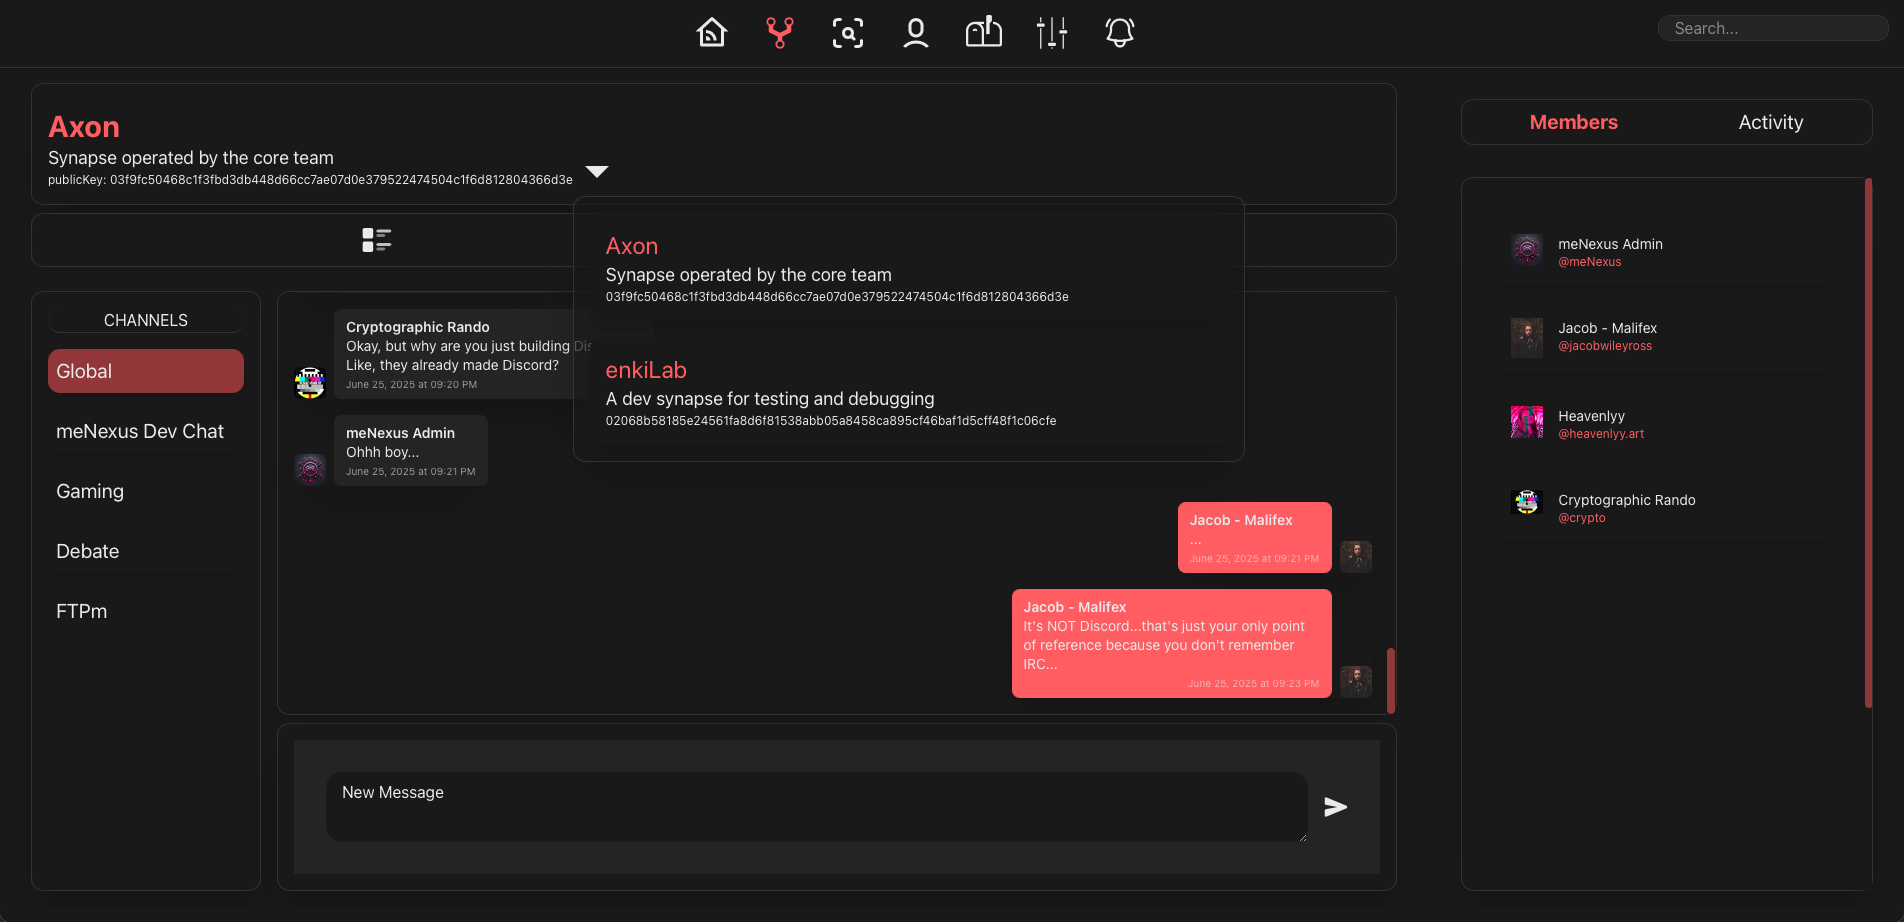 Search...
Axon
Synapse operated by the core team
publicKey: 03f9fc50468c1f3fbd3db448d66cc7ae07d0e379522474504c1f6d812804366d3e
Axon
Synapse operated by the core team
03f9fc50468c1f3fbd3db448d66cc7ae07d0e379522474504c1f6d812804366d3e
enkiLab
A dev synapse for testing and debugging
02068b58185e24561fa8d6f81538abb05a8458ca895cf46baf1d5cff48f1c06cfe
CHANNELS
Global
meNexus Dev Chat
Gaming
Debate
FTPm
Cryptographic Rando
Okay, but why are you just building Dis
Like, they already made Discord?
June 25, 2025 at 09:20 PM
meNexus Admin
Ohhh boy...
June 25, 2025 at 09:21 PM
Jacob - Malifex
...
June 25, 2025 at 09:21 PM
Jacob - Malifex
It's NOT Discord...that's just your only point
of reference because you don't remember
IRC...
June 25, 2025 at 09:23 PM
New Message
Members
Activity
meNexus Admin
@meNexus
Jacob - Malifex
@jacobwileyross
Heavenlyy
@heavenlyy.art
Cryptographic Rando
@crypto